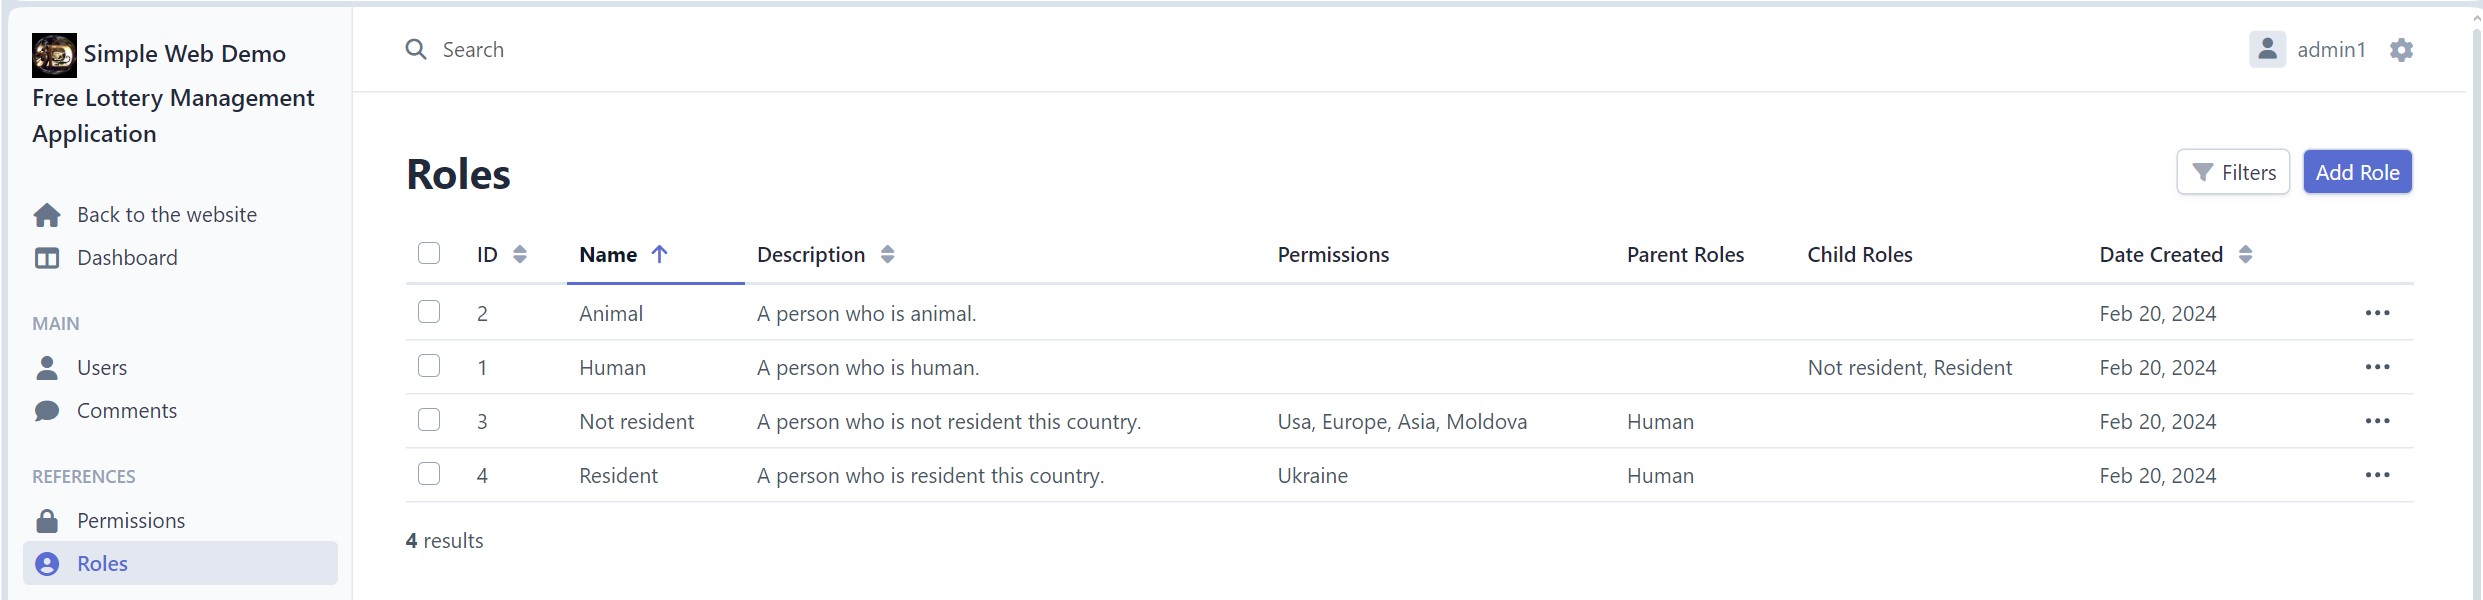 Simple Web Demo
Free Lottery Management
Application
Back to the website
Dashboard
MAIN
Users
Comments
REFERENCES
Permissions
Roles
Search
admin1
Roles
Filters
Add Role
ID Name Description Permissions Parent Roles Child Roles Date Created
2 Animal A person who is animal. Feb 20, 2024
1 Human A person who is human. Not resident, Resident Feb 20, 2024
3 Not resident A person who is not resident this country. Usa, Europe, Asia, Moldova Human Feb 20, 2024
4 Resident A person who is resident this country. Ukraine Human Feb 20, 2024
4 results